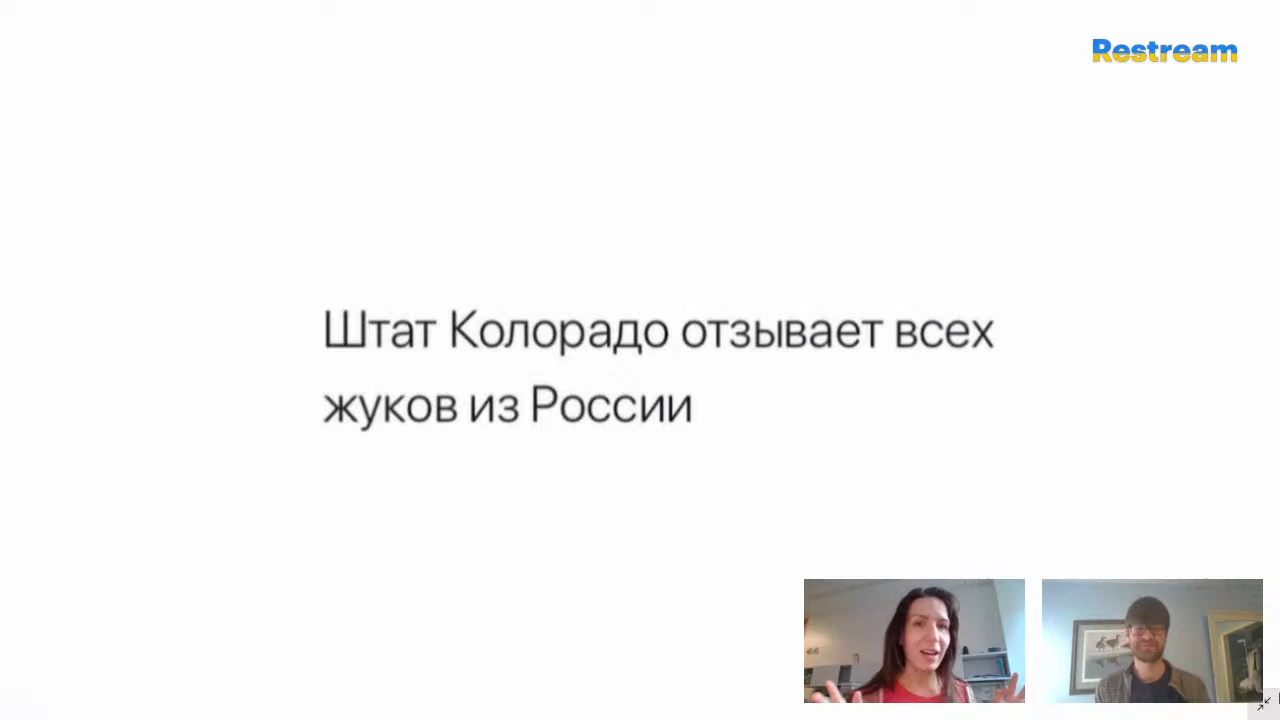 Restream
Штат Колорадо отзывает всех
жуков из России